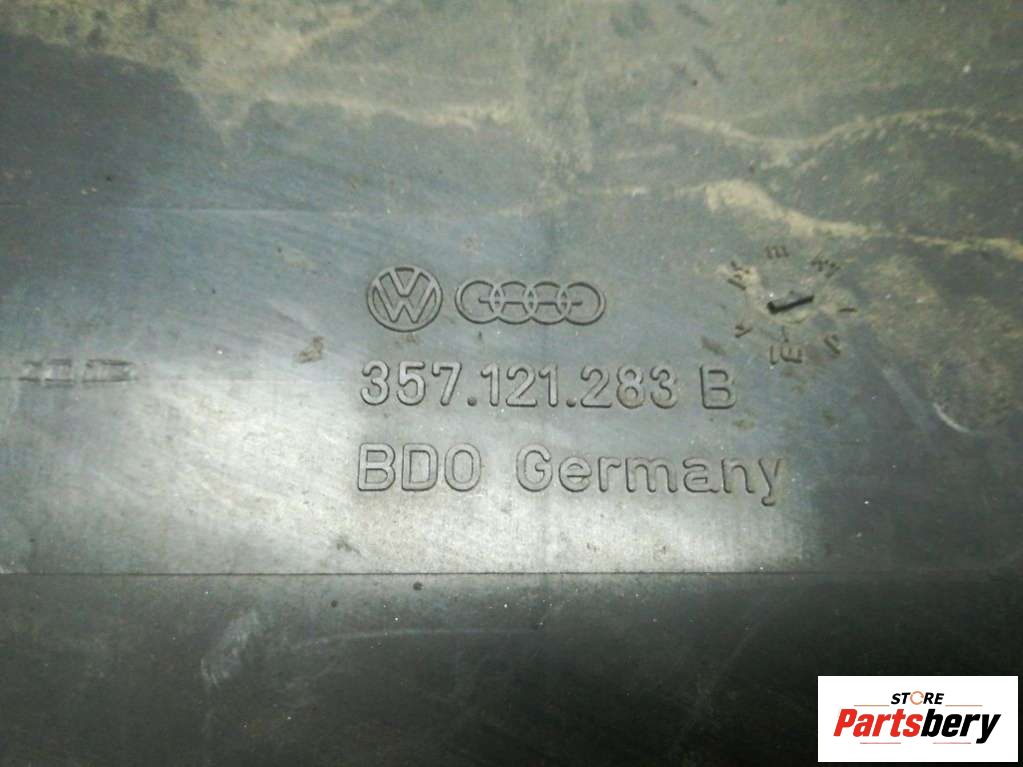 357.121.283 B
BDO Germany
STORE
Partsbery